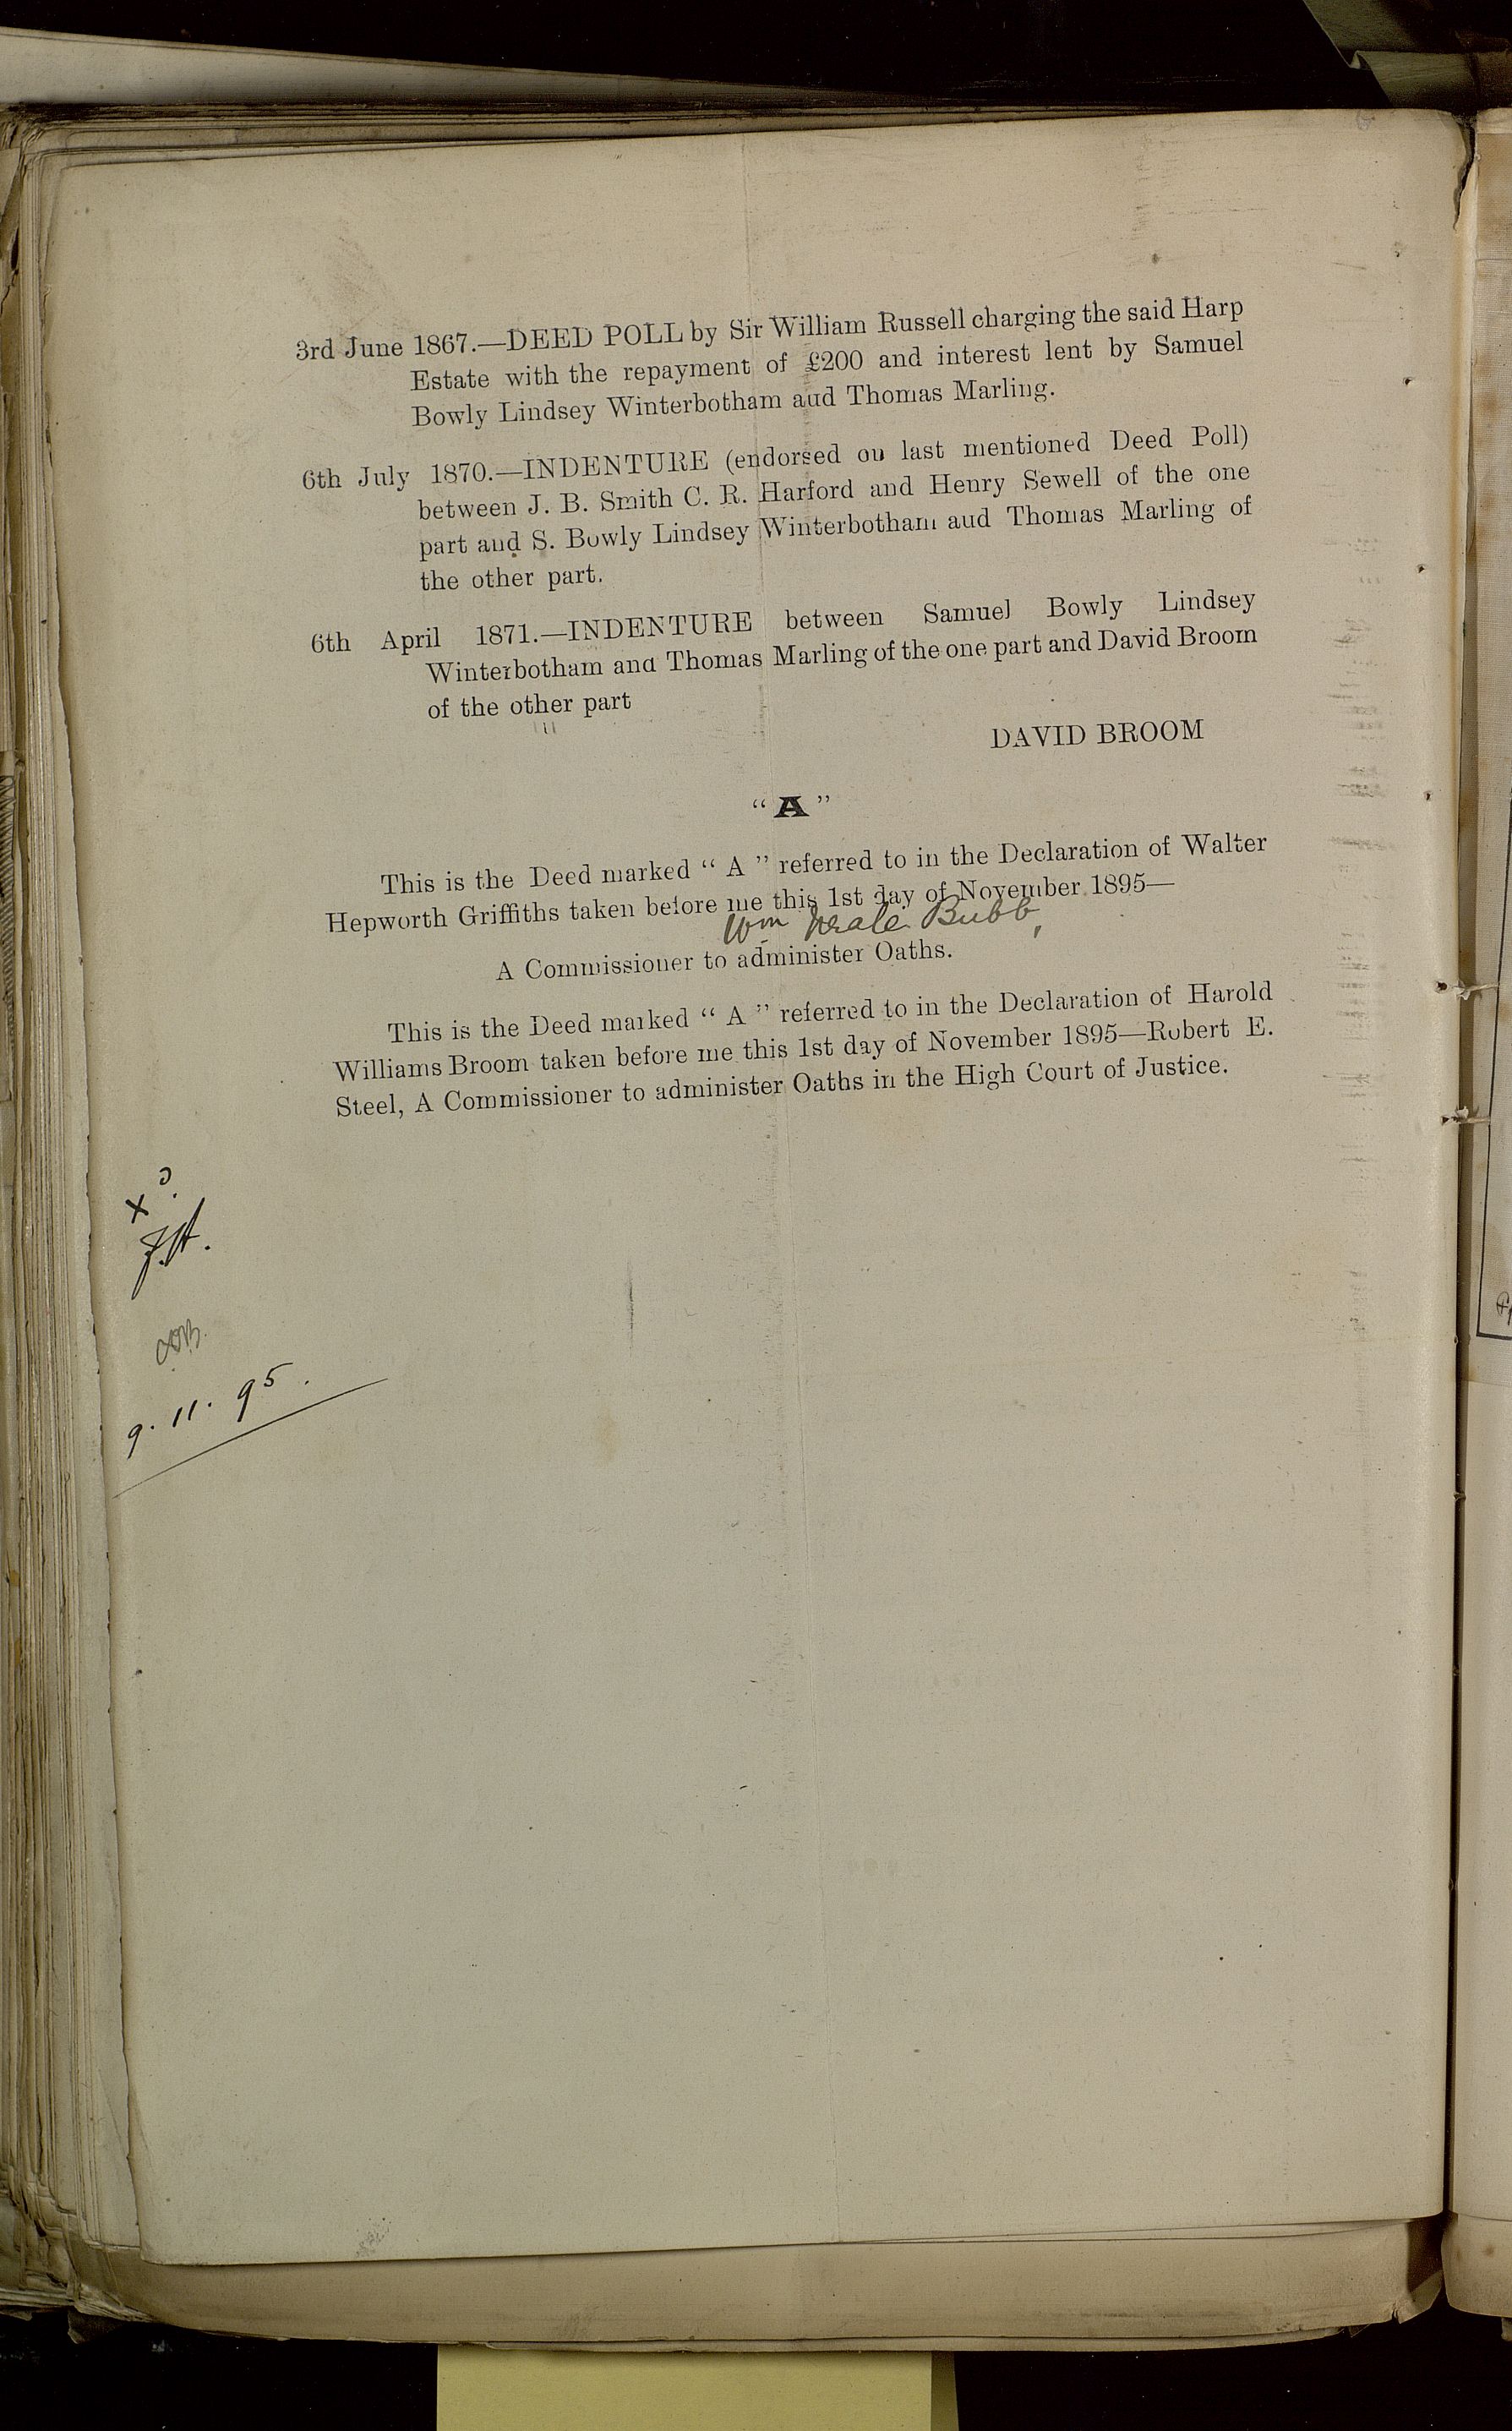 3rd June 1867.—DEED POLL by Sir William Russell charging the said Harp
Estate with the repayment of £200 and interest lent by Samuel
Bowly Lindsey Winterbotham aud Thomas Marling.
6th July 1870.—INDENTURE (endorsed ou last mentioned Deed Poll)
between J. B. Smith C. R. Harford and Henry Sewell of the one
part aud S. Bowly Lindsey Winterbotham aud Thomas Marling of
the other part.
6th April 1871.—INDENTURE between Samuel Bowly Lindsey
Winterbotham and Thomas Marling of the one part and David Broom
of the other part
DAVID BROOM
“ A ”
This is the Deed marked “ A ” referred to in the Declaration of Walter
Hepworth Griffiths taken before me this 1st day of November 1895—
Wm Neale Bubb,
A Commissioner to administer Oaths.
This is the Deed marked “ A ” referred to in the Declaration of Harold
Williams Broom taken before me this 1st day of November 1895—Robert E.
Steel, A Commissioner to administer Oaths in the High Court of Justice.
9. 11. 95.